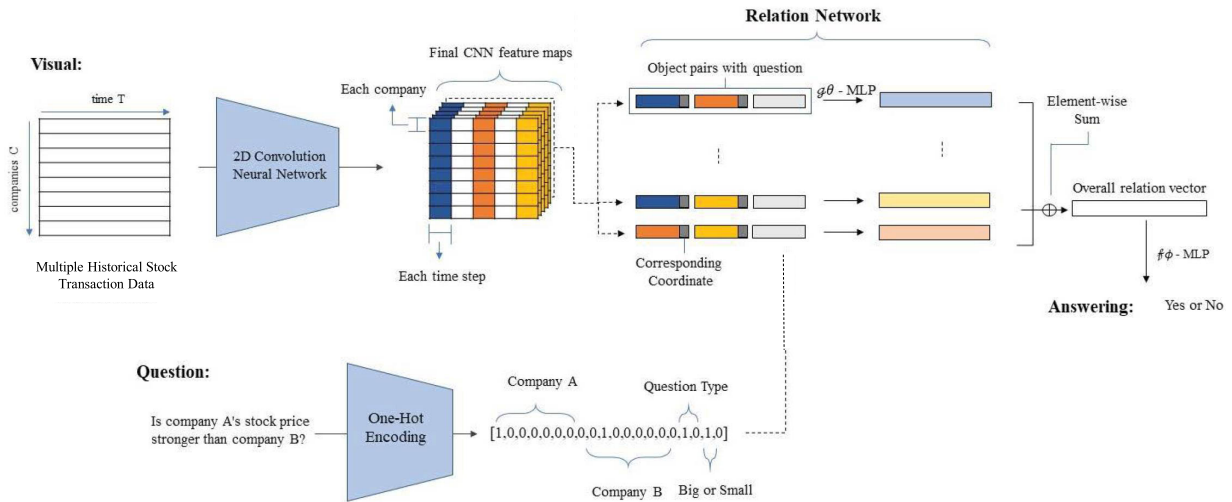 Relation Network
Visual:
Final CNN feature maps
Object pairs with question
time T
Each company
𝑔θ - MLP
Element-wise
Sum
companies C
2D Convolution
Neural Network
Overall relation vector
Multiple Historical Stock
Transaction Data
Each time step
Corresponding
Coordinate
𝑓ϕ - MLP
Answering:
Yes or No
Question:
Company A
Question Type
Is company A's stock price
stronger than company B?
One-Hot
Encoding
[1,0,0,0,0,0,0,0,0,1,0,0,0,0,0,0,1,0,1,0]
Company B
Big or Small